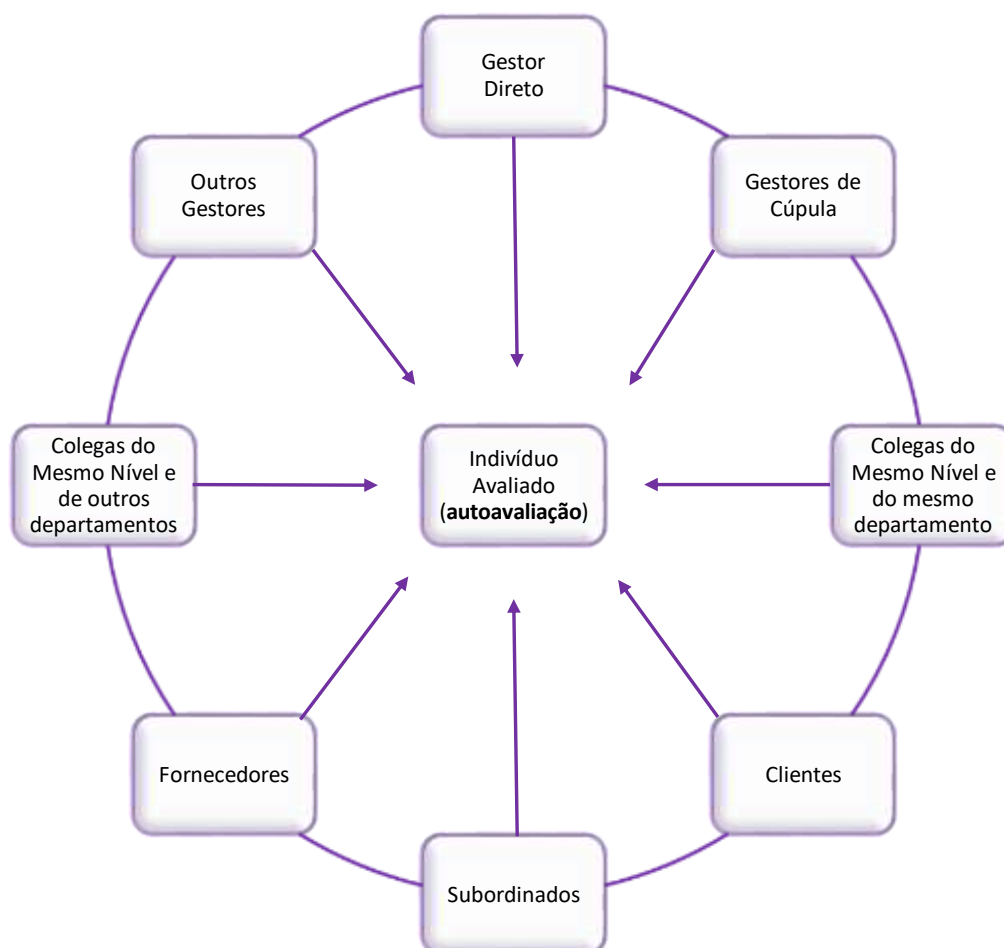 Gestor
Direto
Outros
Gestores
Gestores de
Cúpula
Colegas do
Mesmo Nível e
de outros
departamentos
Indivíduo
Avaliado
(autoavaliação)
Colegas do
Mesmo Nível e
do mesmo
departamento
Fornecedores
Clientes
Subordinados